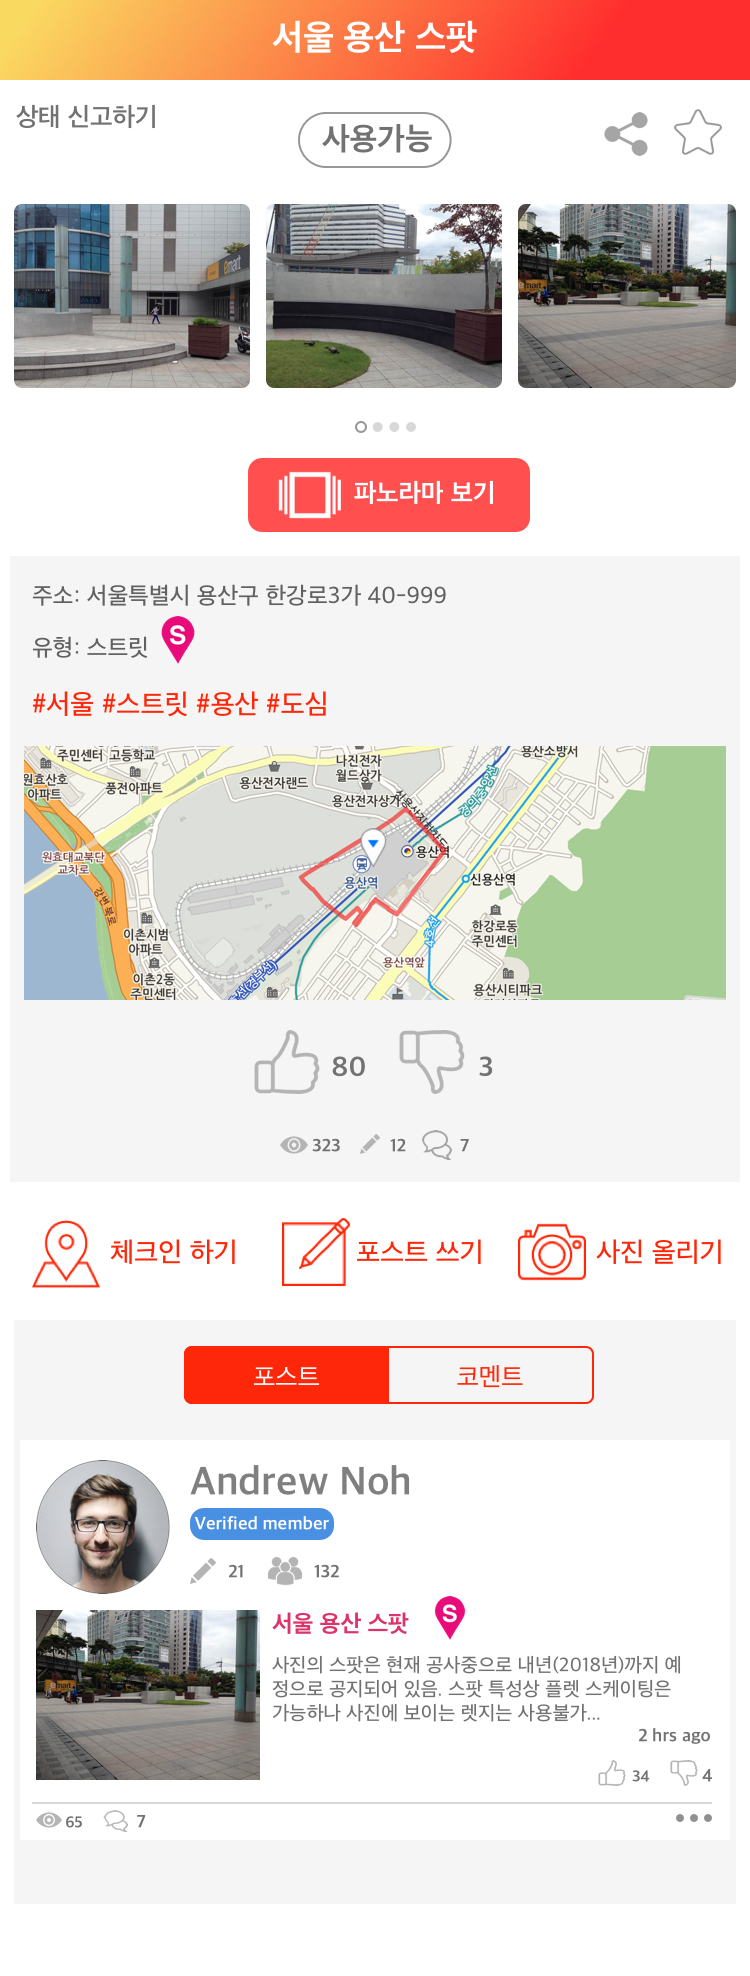 서울 용산 스팟
상태 신고하기
사용가능
emart
파노라마 보기
주소: 서울특별시 용산구 한강로3가 40-999
유형: 스트릿 S
#서울 #스트릿 #용산 #도심
주민센터 고등학교
원효산호
아파트
풍전아파트
용산전자랜드
나진전자
월드상가
용산전자상가
용산소방서
경의중앙선
용산역
용산역
신용산역
원효대교북단
교차로
강변북로
이촌시범
아파트
이촌2동
주민센터
한강로동
주민센터
용산역앞
용산시티파크
80
3
323
12
7
체크인 하기
포스트 쓰기
사진 올리기
포스트
코멘트
Andrew Noh
Verified member
21
132
서울 용산 스팟 S
사진의 스팟은 현재 공사중으로 내년(2018년)까지 예
정으로 공지되어 있음. 스팟 특성상 플렛 스케이팅은
가능하나 사진에 보이는 렛지는 사용불가...
2 hrs ago
34
4
65
7